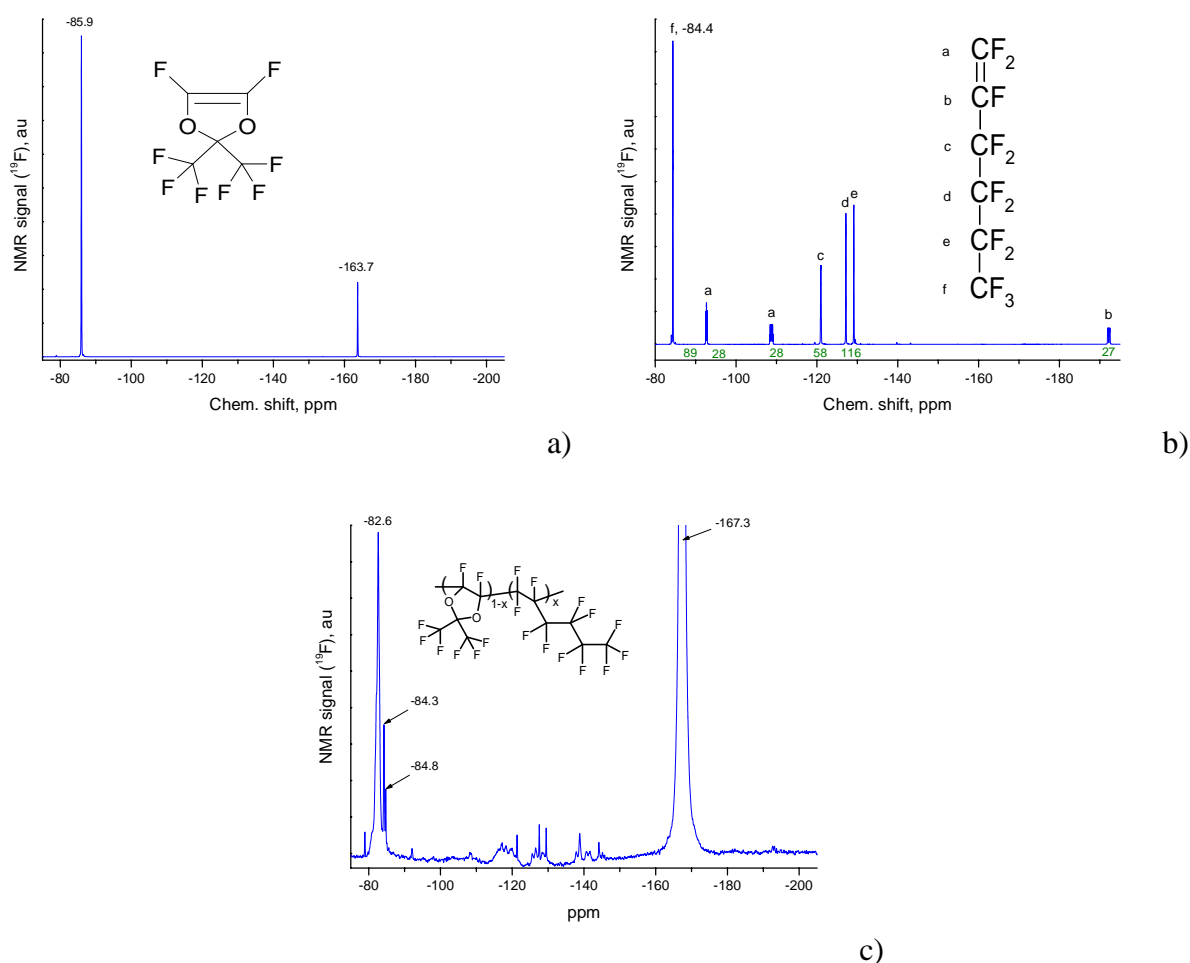 -85.9
F F
O O
F F
F F F F
NMR signal (¹⁹F), au
-80 -100 -120 -140 -160 -180 -200
Chem. shift, ppm
-163.7
a)
f, -84.4
a
a
c
d
e
b
89 28 28 58 116 27
a CF₂
b CF
c CF₂
d CF₂
e CF₂
f CF₃
NMR signal (¹⁹F), au
-80 -100 -120 -140 -160 -180
Chem. shift, ppm
b)
-82.6
-84.3
-84.8
-167.3
F F F F
( )1-x ( )x
O O F F
F F F F
F F F F F F
F F F F
NMR signal (¹⁹F), au
-80 -100 -120 -140 -160 -180 -200
ppm
c)